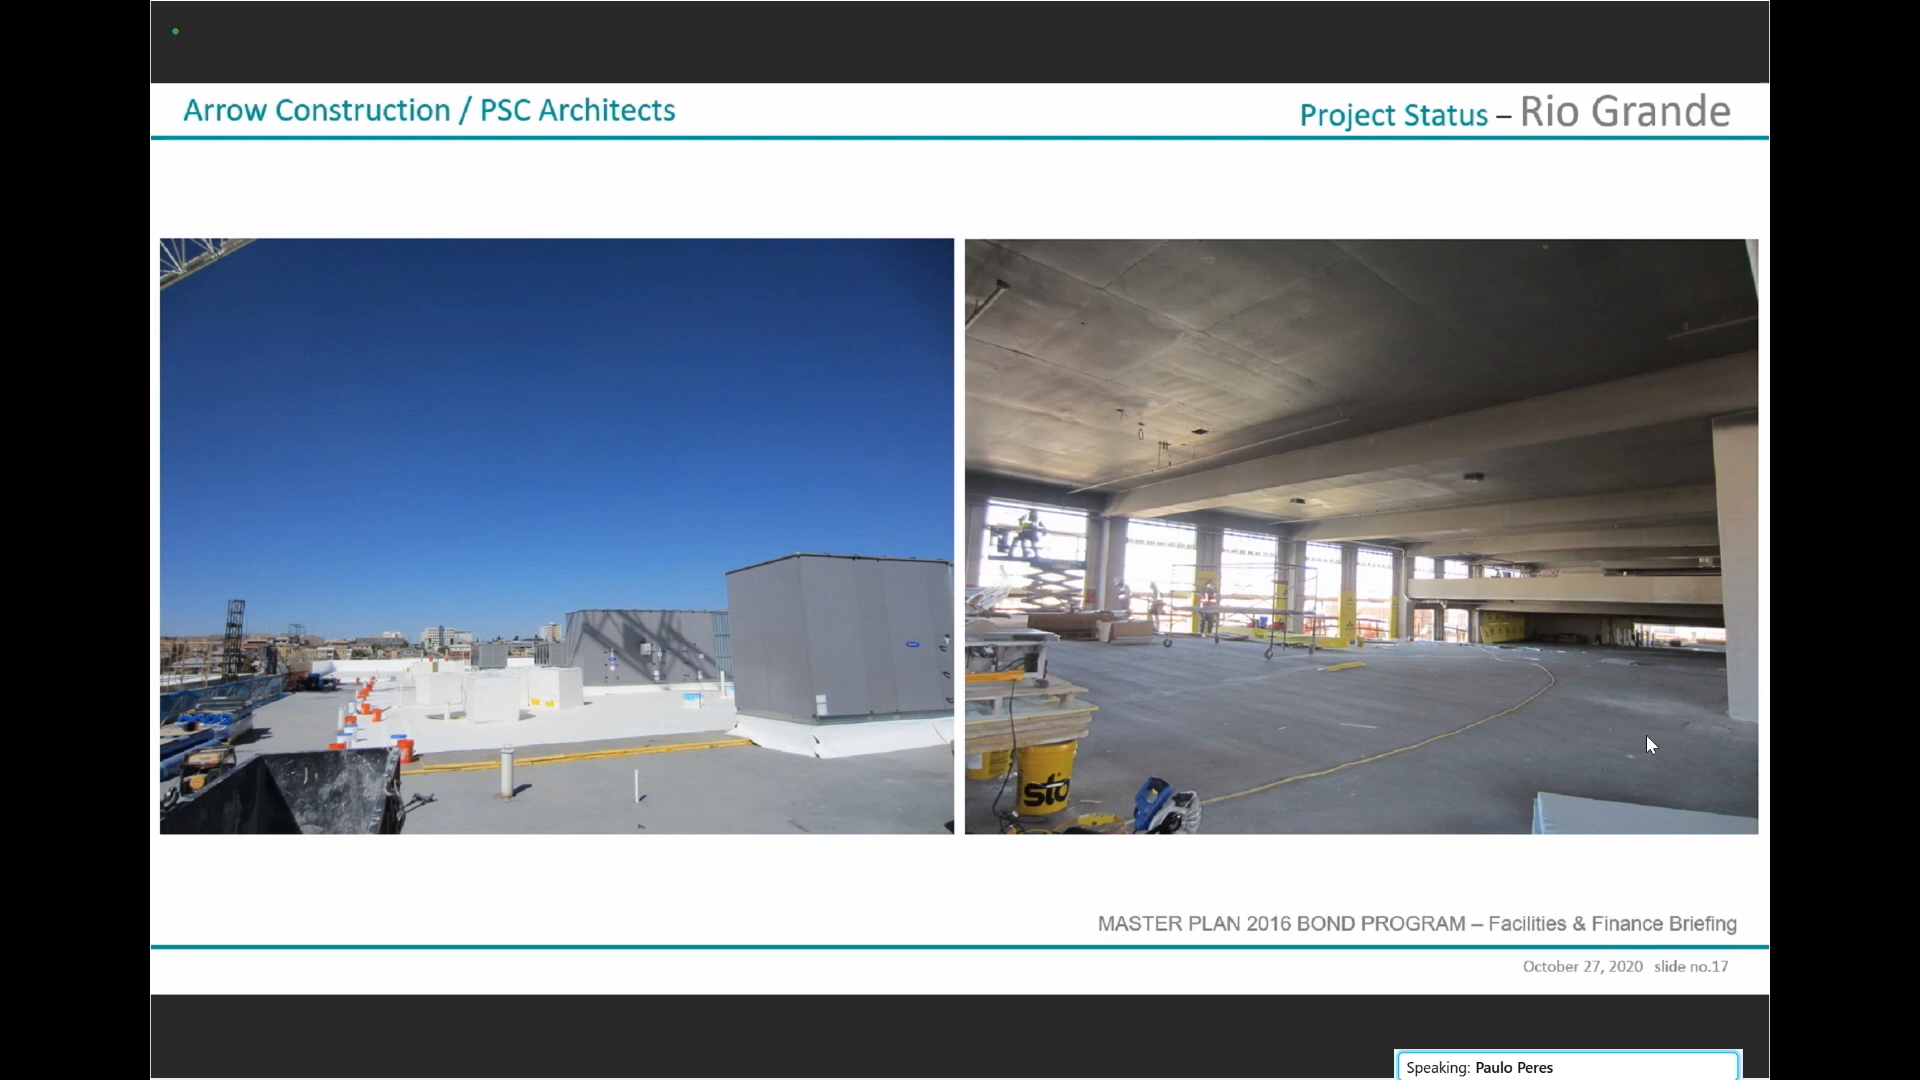 Arrow Construction / PSC Architects
Project Status – Rio Grande
sto
MASTER PLAN 2016 BOND PROGRAM – Facilities & Finance Briefing
October 27, 2020 slide no.17
Speaking: Paulo Peres